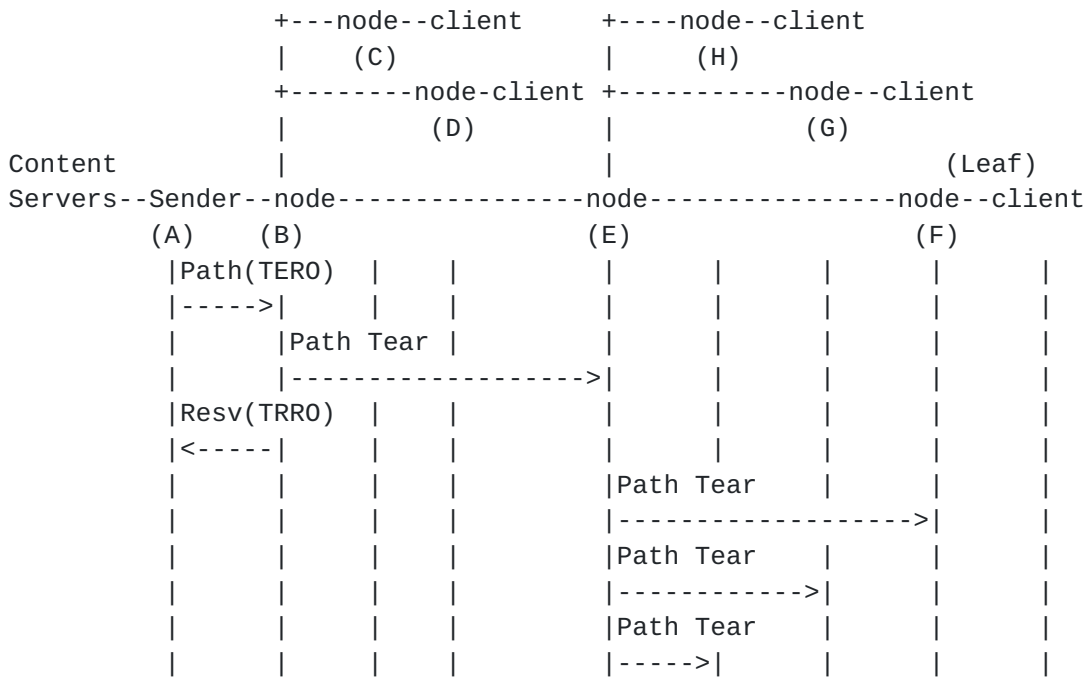 +---node--client     +----node--client
                 |    (C)             |     (H)
                 +--------node-client +-----------node--client
                 |         (D)        |            (G)
Content          |                    |                     (Leaf)
Servers--Sender--node----------------node----------------node--client
         (A)    (B)                 (E)                  (F)
          |Path(TERO)  |    |         |      |      |      |      |
          |----->|     |    |         |      |      |      |      |
          |      |Path Tear |         |      |      |      |      |
          |      |------------------->|      |      |      |      |
          |Resv(TRRO)  |    |         |      |      |      |      |
          |<-----|     |    |         |      |      |      |      |
          |      |     |    |         |Path Tear    |      |      |
          |      |     |    |         |------------------->|      |
          |      |     |    |         |Path Tear    |      |      |
          |      |     |    |         |------------>|      |      |
          |      |     |    |         |Path Tear    |      |      |
          |      |     |    |         |----->|      |      |      |